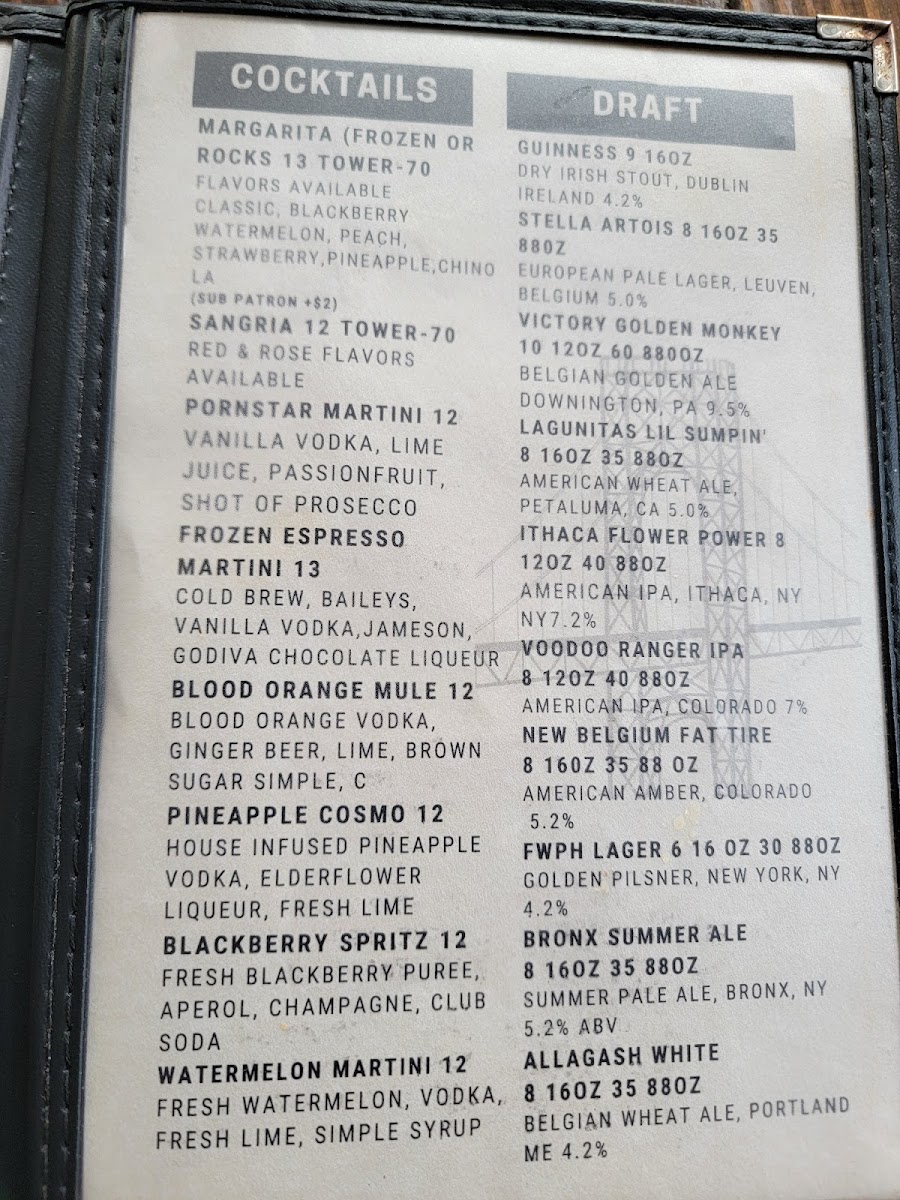 COCKTAILS
MARGARITA (FROZEN OR
ROCKS 13 TOWER-70
FLAVORS AVAILABLE
CLASSIC, BLACKBERRY
WATERMELON, PEACH,
STRAWBERRY,PINEAPPLE,CHINO
LA
(SUB PATRON +$2)
SANGRIA 12 TOWER-70
RED & ROSE FLAVORS
AVAILABLE
PORNSTAR MARTINI 12
VANILLA VODKA, LIME
JUICE, PASSIONFRUIT,
SHOT OF PROSECCO
FROZEN ESPRESSO
MARTINI 13
COLD BREW, BAILEYS,
VANILLA VODKA,JAMESON,
GODIVA CHOCOLATE LIQUEUR
BLOOD ORANGE MULE 12
BLOOD ORANGE VODKA,
GINGER BEER, LIME, BROWN
SUGAR SIMPLE, C
PINEAPPLE COSMO 12
HOUSE INFUSED PINEAPPLE
VODKA, ELDERFLOWER
LIQUEUR, FRESH LIME
BLACKBERRY SPRITZ 12
FRESH BLACKBERRY PUREE,
APEROL, CHAMPAGNE, CLUB
SODA
WATERMELON MARTINI 12
FRESH WATERMELON, VODKA,
FRESH LIME, SIMPLE SYRUP
DRAFT
GUINNESS 9 16OZ
DRY IRISH STOUT, DUBLIN
IRELAND 4.2%
STELLA ARTOIS 8 16OZ 35
88OZ
EUROPEAN PALE LAGER, LEUVEN,
BELGIUM 5.0%
VICTORY GOLDEN MONKEY
10 12OZ 60 880OZ
BELGIAN GOLDEN ALE
DOWNINGTON, PA 9.5%
LAGUNITAS LIL SUMPIN'
8 16OZ 35 88OZ
AMERICAN WHEAT ALE,
PETALUMA, CA 5.0%
ITHACA FLOWER POWER 8
12OZ 40 88OZ
AMERICAN IPA, ITHACA, NY
NY7.2%
VOODOO RANGER IPA
8 12OZ 40 88OZ
AMERICAN IPA, COLORADO 7%
NEW BELGIUM FAT TIRE
8 16OZ 35 88 OZ
AMERICAN AMBER, COLORADO
5.2%
FWPH LAGER 6 16 OZ 30 88OZ
GOLDEN PILSNER, NEW YORK, NY
4.2%
BRONX SUMMER ALE
8 16OZ 35 88OZ
SUMMER PALE ALE, BRONX, NY
5.2% ABV
ALLAGASH WHITE
8 16OZ 35 88OZ
BELGIAN WHEAT ALE, PORTLAND
ME 4.2%